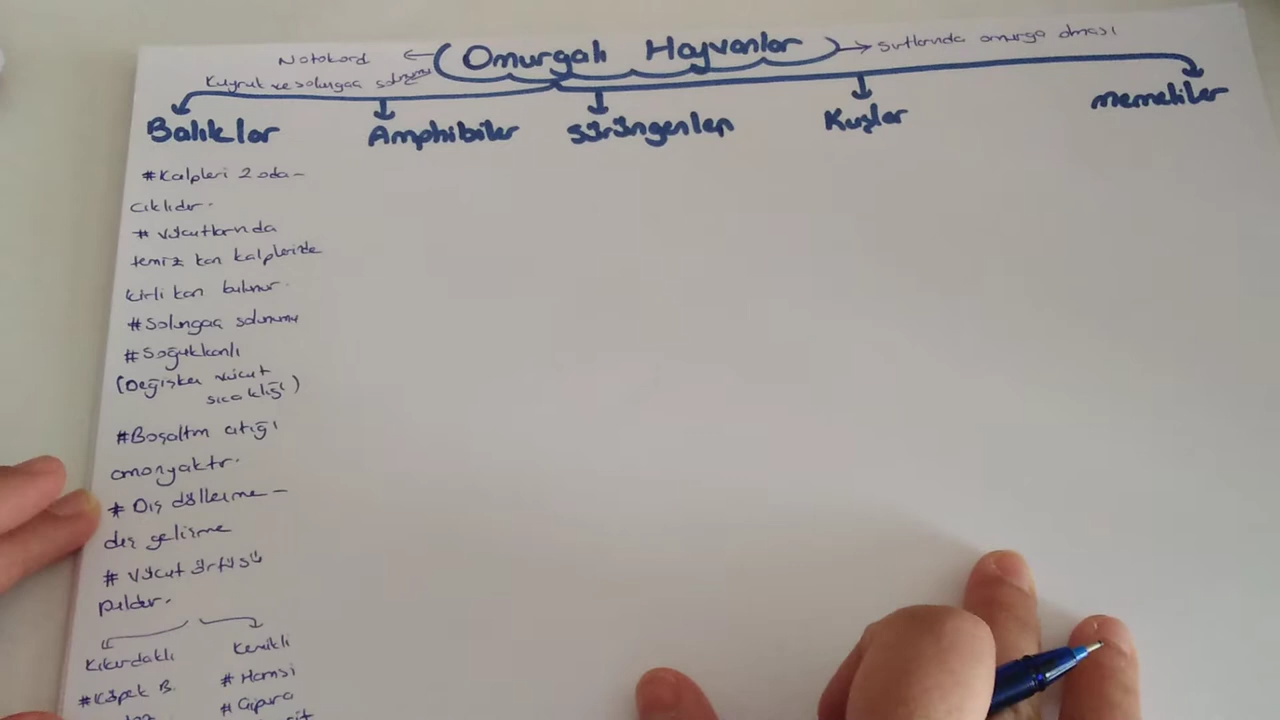 Notokord ← ( Omurgalı Hayvanlar ) → Sırtlarında omurga olması
Kuyruk ve solungaç solunumu
Balıklar Amphibiler Sürüngenler Kuşlar memeliler
#Kalpleri 2 oda-
cıklıdır.
# Vücutlarında
temiz kan kalplerinde
kirli kan bulunur.
#Solungaç solunumu
#Soğukkanlı
(Değişken vücut
sıcaklığı)
#Boşaltım atığı
amonyaktır.
# Dış döllenme -
dış gelişme
# Vücut örtüsü
puldur.
Kıkırdaklı Kemikli
#Köpek B. # Hamsi
# Çipura